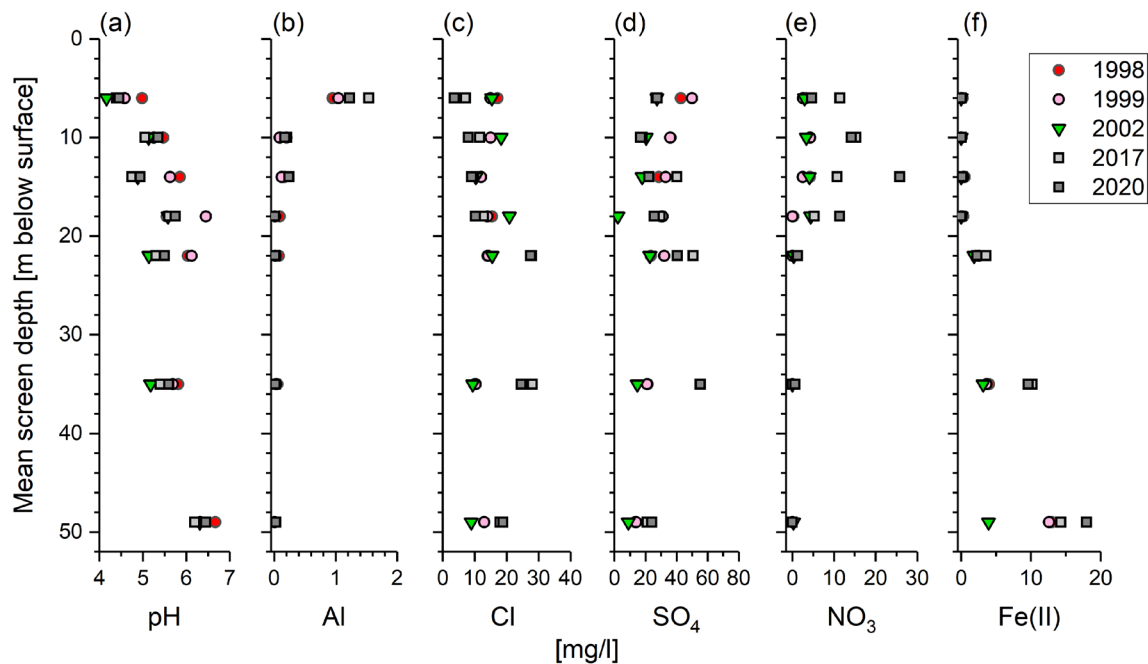 (a) (b) (c) (d) (e) (f)
0
10
20
30
40
50
Mean screen depth [m below surface]
1998
1999
2002
2017
2020
4 5 6 7 0 1 2 0 10 20 30 40 0 20 40 60 80 0 10 20 30 0 10 20
pH Al Cl SO₄ NO₃ Fe(II)
[mg/l]